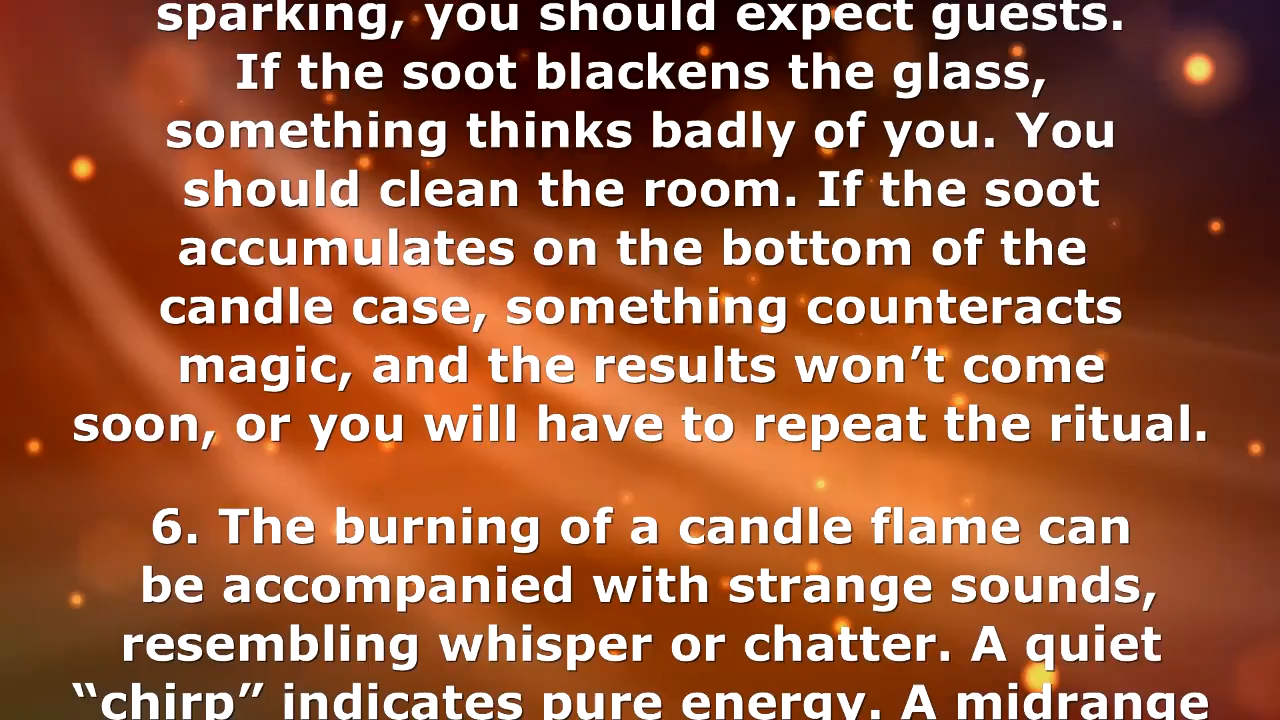 sparking, you should expect guests.
If the soot blackens the glass,
something thinks badly of you. You
should clean the room. If the soot
accumulates on the bottom of the
candle case, something counteracts
magic, and the results won’t come
soon, or you will have to repeat the ritual.
6. The burning of a candle flame can
be accompanied with strange sounds,
resembling whisper or chatter. A quiet
“chirp” indicates pure energy. A midrange